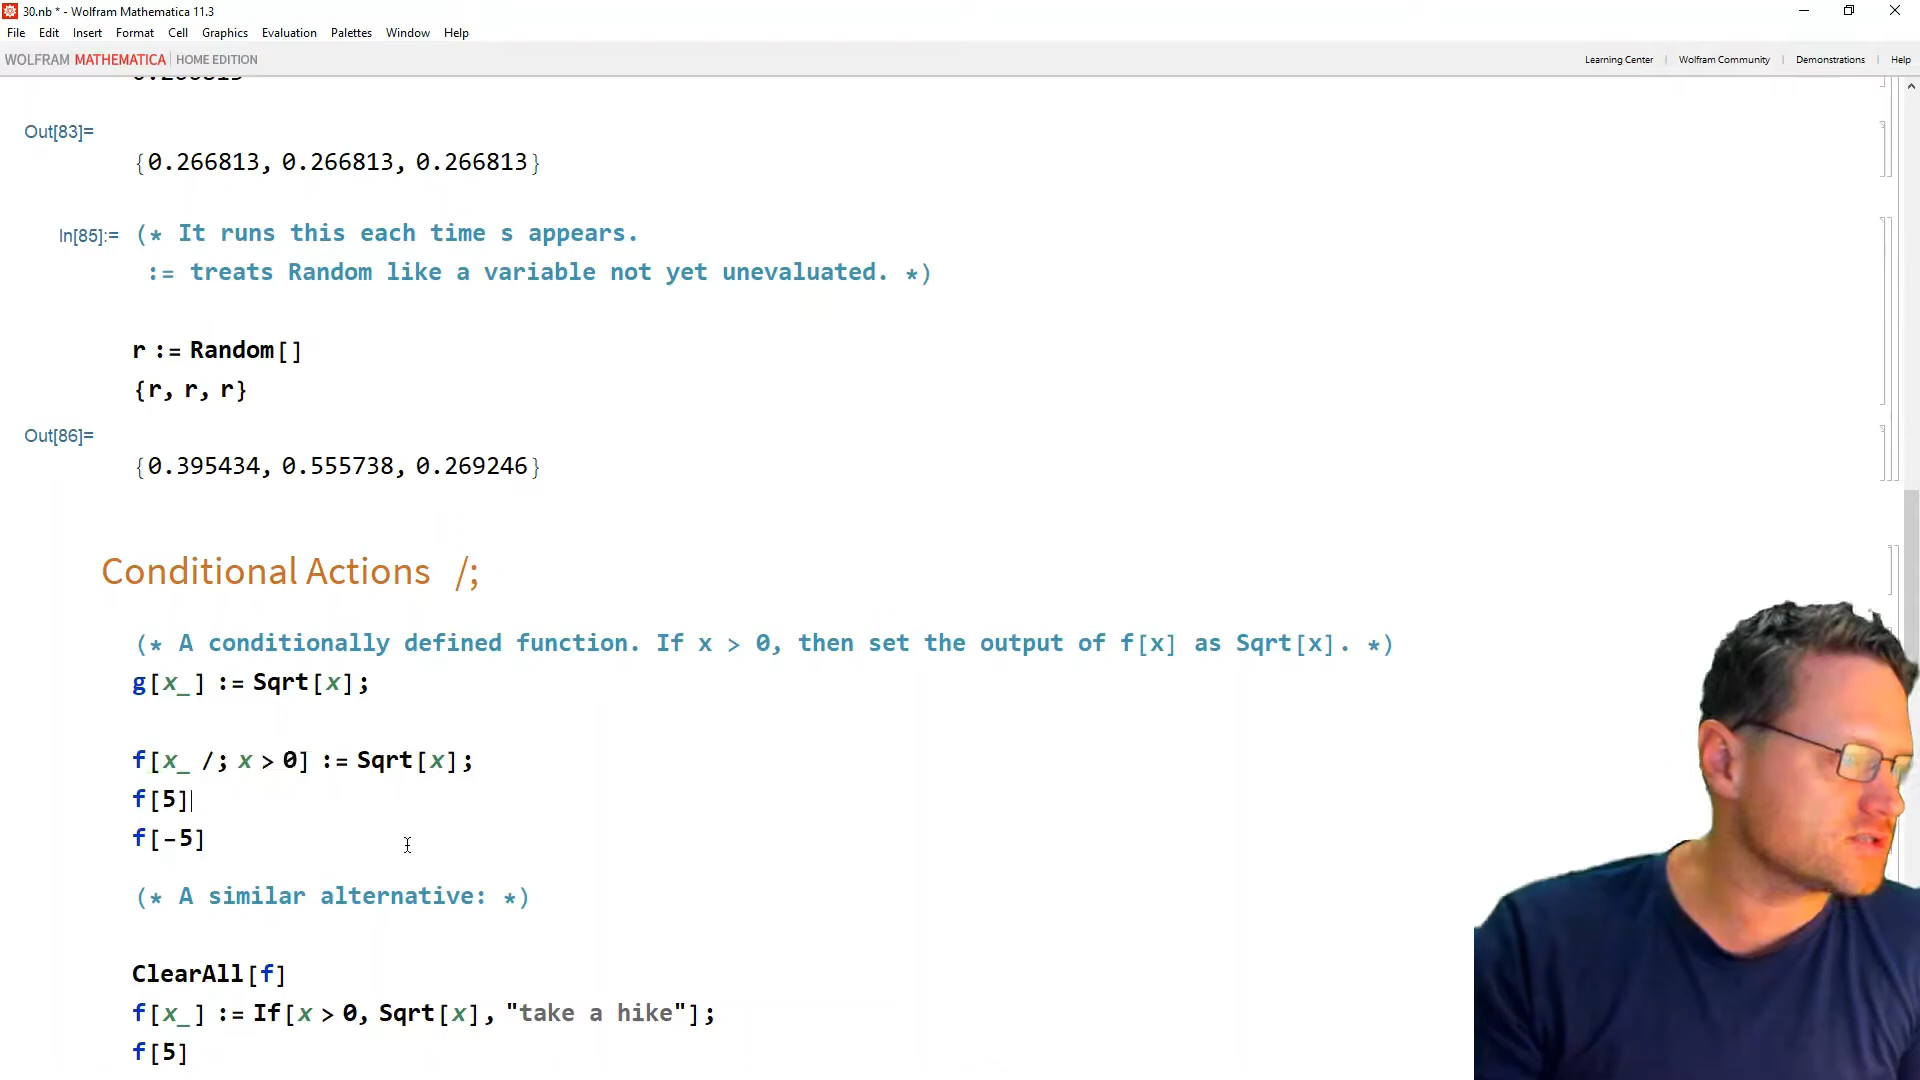 30.nb * - Wolfram Mathematica 11.3
File Edit Insert Format Cell Graphics Evaluation Palettes Window Help
WOLFRAM MATHEMATICA | HOME EDITION
Learning Center | Wolfram Community | Demonstrations | Help
Out[83]=
{0.266813, 0.266813, 0.266813}
In[85]:= (* It runs this each time s appears.
:= treats Random like a variable not yet unevaluated. *)
r := Random[]
{r, r, r}
Out[86]=
{0.395434, 0.555738, 0.269246}
Conditional Actions /;
(* A conditionally defined function. If x > 0, then set the output of f[x] as Sqrt[x]. *)
g[x_] := Sqrt[x];
f[x_ /; x > 0] := Sqrt[x];
f[5]
f[-5]
(* A similar alternative: *)
ClearAll[f]
f[x_] := If[x > 0, Sqrt[x], "take a hike"];
f[5]